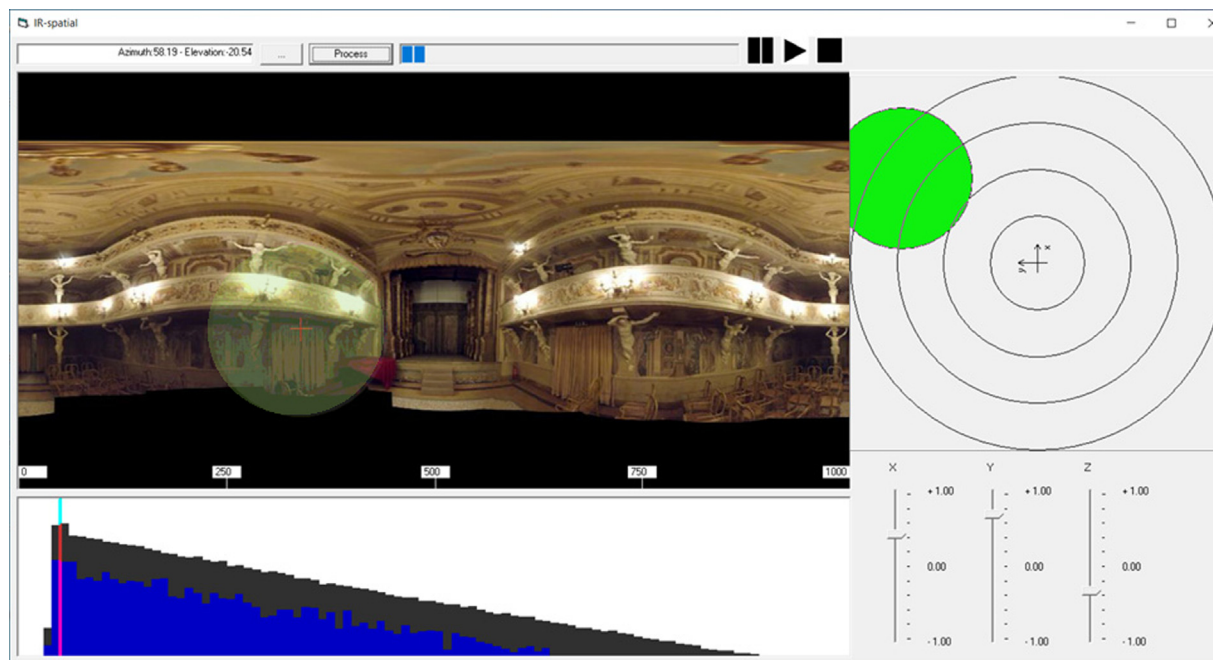 IR-spatial
Azimuth:58.19 - Elevation:-20.54
...
Process
x
y
0
250
500
750
1000
X
Y
Z
+1.00
+1.00
+1.00
0.00
0.00
0.00
-1.00
-1.00
-1.00